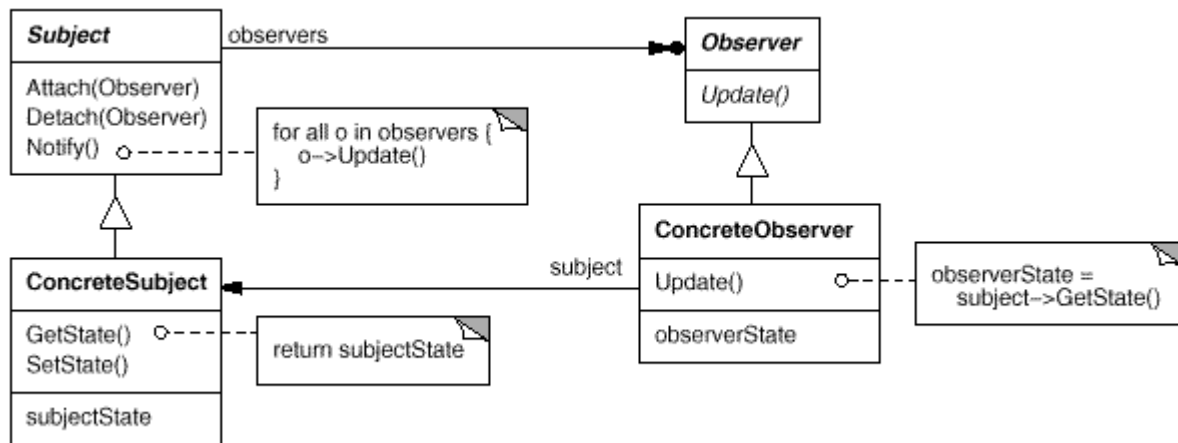 Subject
Attach(Observer)
Detach(Observer)
Notify()
observers
Observer
Update()
for all o in observers {
o->Update()
}
ConcreteSubject
GetState()
SetState()
subjectState
return subjectState
subject
ConcreteObserver
Update()
observerState
observerState =
subject->GetState()